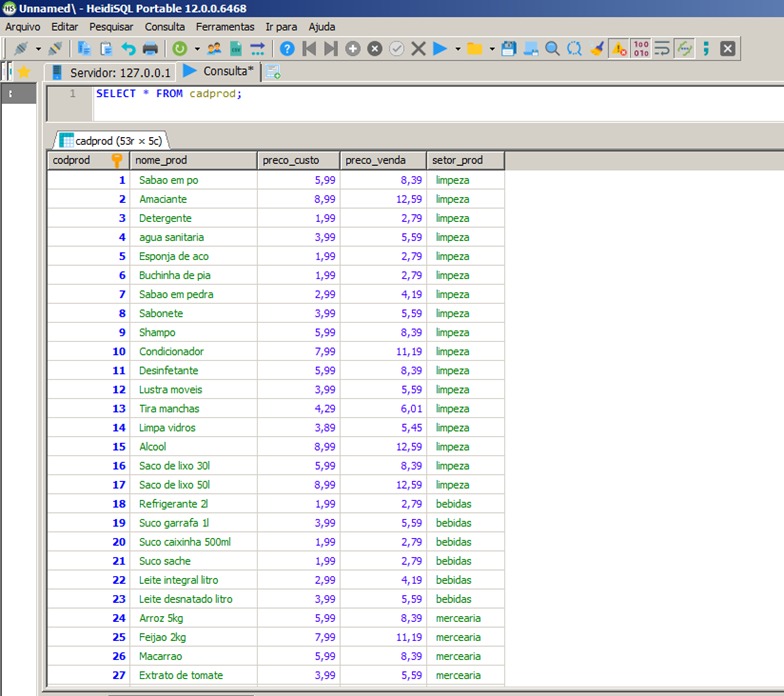 Unnamed\ - HeidiSQL Portable 12.0.0.6468
Arquivo Editar Pesquisar Consulta Ferramentas Ir para Ajuda
Servidor: 127.0.0.1 Consulta*
1 SELECT * FROM cadprod;
cadprod (53r × 5c)
codprod nome_prod preco_custo preco_venda setor_prod
1 Sabao em po 5,99 8,39 limpeza
2 Amaciante 8,99 12,59 limpeza
3 Detergente 1,99 2,79 limpeza
4 agua sanitaria 3,99 5,59 limpeza
5 Esponja de aco 1,99 2,79 limpeza
6 Buchinha de pia 1,99 2,79 limpeza
7 Sabao em pedra 2,99 4,19 limpeza
8 Sabonete 3,99 5,59 limpeza
9 Shampo 5,99 8,39 limpeza
10 Condicionador 7,99 11,19 limpeza
11 Desinfetante 5,99 8,39 limpeza
12 Lustra moveis 3,99 5,59 limpeza
13 Tira manchas 4,29 6,01 limpeza
14 Limpa vidros 3,89 5,45 limpeza
15 Alcool 8,99 12,59 limpeza
16 Saco de lixo 30l 5,99 8,39 limpeza
17 Saco de lixo 50l 8,99 12,59 limpeza
18 Refrigerante 2l 1,99 2,79 bebidas
19 Suco garrafa 1l 3,99 5,59 bebidas
20 Suco caixinha 500ml 1,99 2,79 bebidas
21 Suco sache 1,99 2,79 bebidas
22 Leite integral litro 2,99 4,19 bebidas
23 Leite desnatado litro 3,99 5,59 bebidas
24 Arroz 5kg 5,99 8,39 mercearia
25 Feijao 2kg 7,99 11,19 mercearia
26 Macarrao 5,99 8,39 mercearia
27 Extrato de tomate 3,99 5,59 mercearia